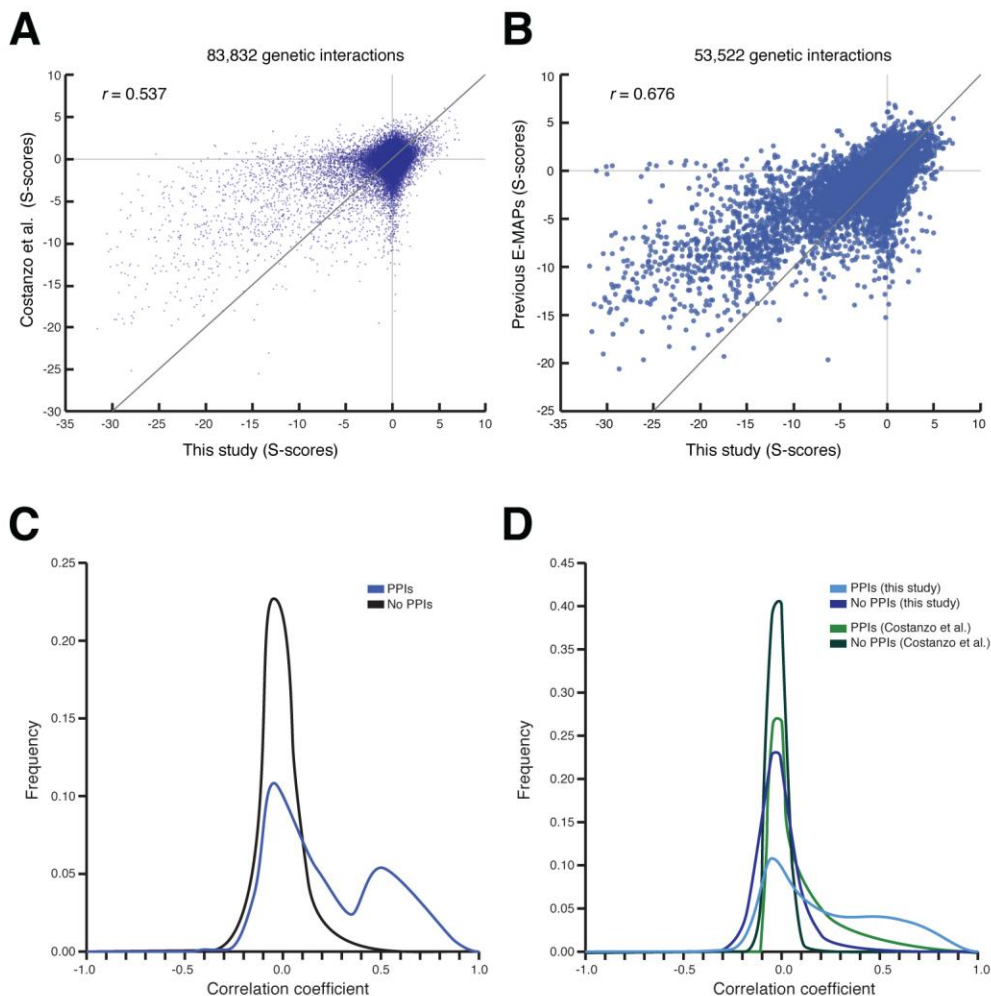 A
83,832 genetic interactions
r = 0.537
10
5
0
-5
-10
-15
-20
-25
-30
-35
-30
-25
-20
-15
-10
-5
0
5
10
Costanzo et al. (S-scores)
This study (S-scores)
B
53,522 genetic interactions
r = 0.676
10
5
0
-5
-10
-15
-20
-25
-35
-30
-25
-20
-15
-10
-5
0
5
10
Previous E-MAPs (S-scores)
This study (S-scores)
C
0.25
0.20
0.15
0.10
0.05
0.00
-1.0
-0.5
0.0
0.5
1.0
PPIs
No PPIs
Frequency
Correlation coefficient
D
0.45
0.40
0.35
0.30
0.25
0.20
0.15
0.10
0.05
0.00
-1.0
-0.5
0.0
0.5
1.0
PPIs (this study)
No PPIs (this study)
PPIs (Costanzo et al.)
No PPIs (Costanzo et al.)
Frequency
Correlation coefficient